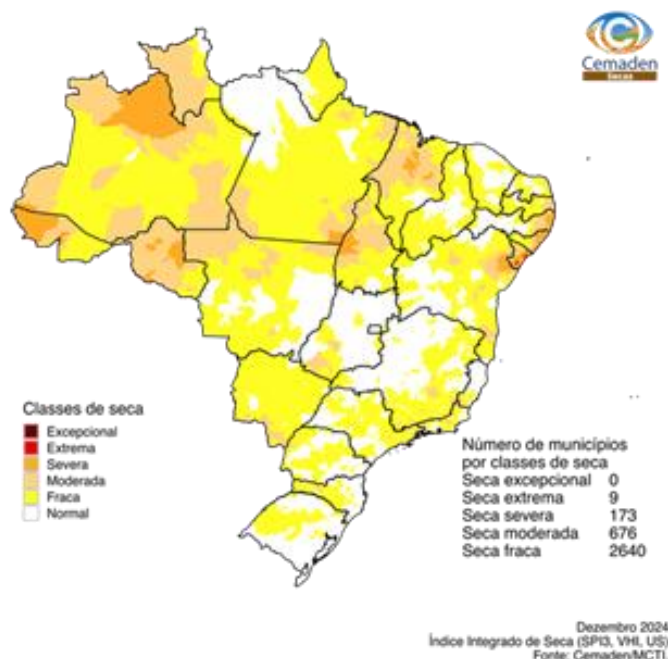 Cemaden
Secas
Classes de seca
Excepcional
Extrema
Severa
Moderada
Fraca
Normal
Número de municípios
por classes de seca
Seca excepcional 0
Seca extrema 9
Seca severa 173
Seca moderada 676
Seca fraca 2640
Dezembro 2024
Índice Integrado de Seca (SPI3, VHI, US)
Fonte: Cemaden/MCTI.